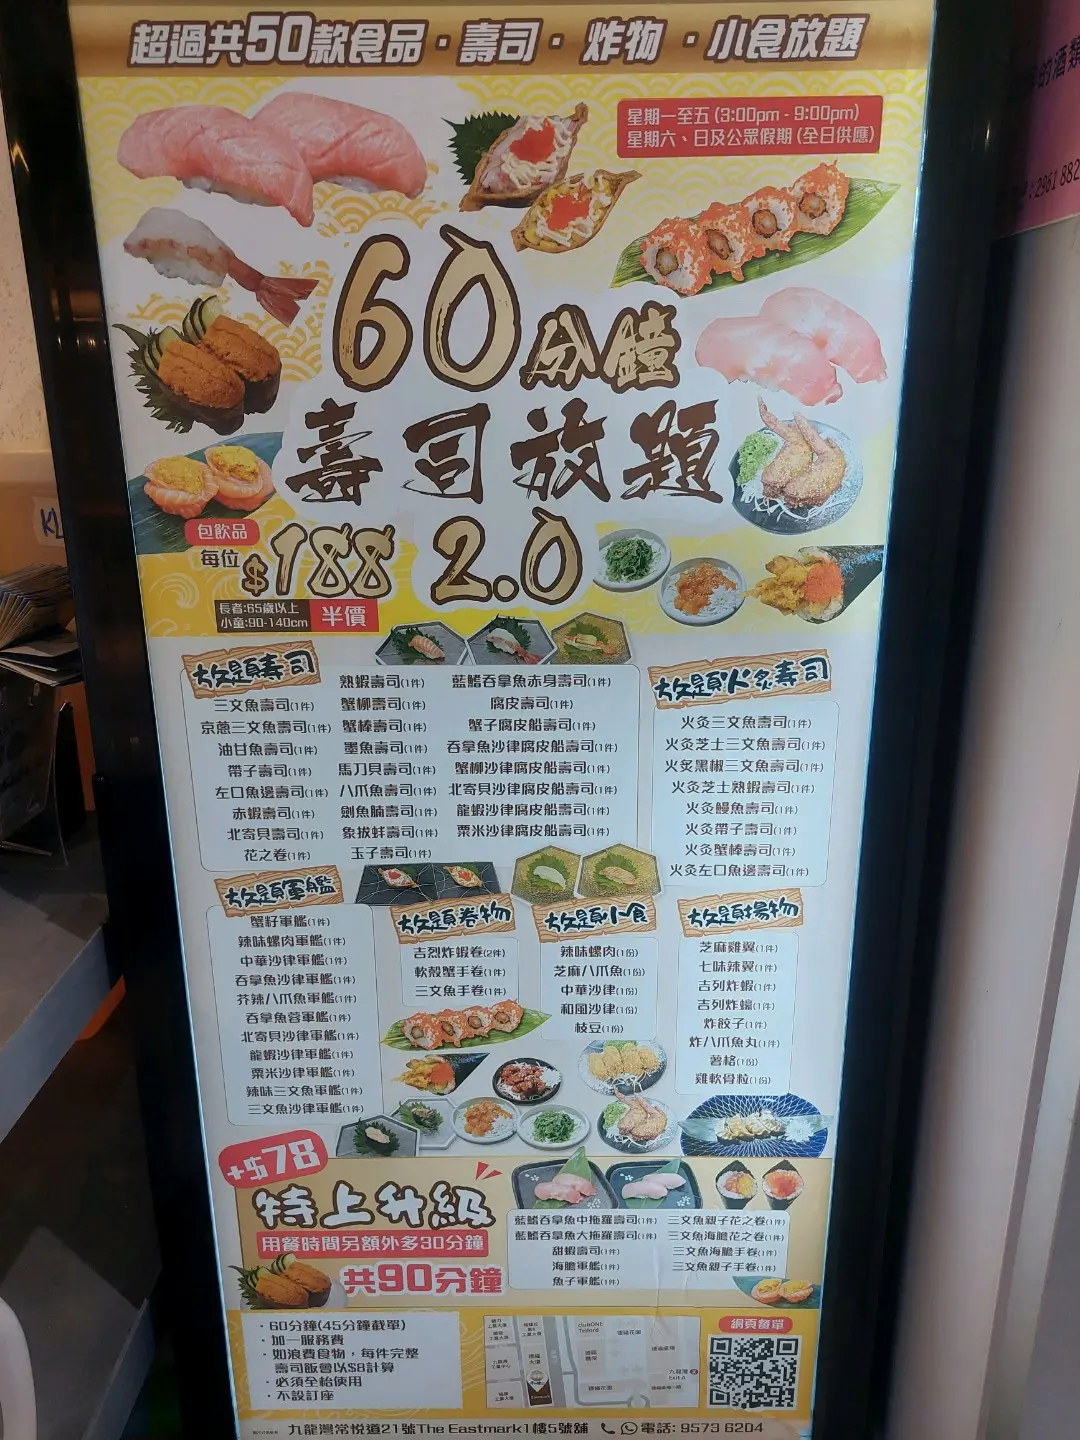 超過共50款食品・壽司・炸物・小食放題
星期一至五 (3:00pm - 9:00pm)
星期六、日及公眾假期 (全日供應)
60分鐘
壽司放題
2.0
包飲品
每位$188
長者:65歲以上
小童:90-140cm
半價
放題壽司
三文魚壽司(1件)
京蔥三文魚壽司(1件)
油甘魚壽司(1件)
帶子壽司(1件)
左口魚邊壽司(1件)
赤蝦壽司(1件)
北寄貝壽司(1件)
花之卷(1件)
熟蝦壽司(1件)
蟹柳壽司(1件)
蟹棒壽司(1件)
墨魚壽司(1件)
馬刀貝壽司(1件)
八爪魚壽司(1件)
劍魚腩壽司(1件)
象拔蚌壽司(1件)
玉子壽司(1件)
藍鰭吞拿魚赤身壽司(1件)
腐皮壽司(1件)
蟹子腐皮船壽司(1件)
吞拿魚沙律腐皮船壽司(1件)
蟹柳沙律腐皮船壽司(1件)
北寄貝沙律腐皮船壽司(1件)
龍蝦沙律腐皮船壽司(1件)
粟米沙律腐皮船壽司(1件)
放題火炙壽司
火灸三文魚壽司(1件)
火灸芝士三文魚壽司(1件)
火炙黑椒三文魚壽司(1件)
火灸芝士熟蝦壽司(1件)
火灸鰻魚壽司(1件)
火灸帶子壽司(1件)
火灸蟹棒壽司(1件)
火灸左口魚邊壽司(1件)
放題軍艦
蟹籽軍艦(1件)
辣味螺肉軍艦(1件)
中華沙律軍艦(1件)
吞拿魚沙律軍艦(1件)
芥辣八爪魚軍艦(1件)
吞拿魚蓉軍艦(1件)
北寄貝沙律軍艦(1件)
龍蝦沙律軍艦(1件)
粟米沙律軍艦(1件)
辣味三文魚軍艦(1件)
三文魚沙律軍艦(1件)
放題卷物
吉烈炸蝦卷(2件)
軟殼蟹手卷(1件)
三文魚手卷(1件)
放題小食
辣味螺肉(1份)
芝麻八爪魚(1份)
中華沙律(1份)
和風沙律(1份)
枝豆(1份)
放題揚物
芝麻雞翼(1件)
七味辣翼(1件)
吉列炸蝦(1件)
吉列炸蠔(1件)
炸餃子(1件)
炸八爪魚丸(1件)
薯格(1份)
雞軟骨粒(1份)
+$78
特上升級
用餐時間另額外多30分鐘
共90分鐘
藍鰭吞拿魚中拖羅壽司(1件)
藍鰭吞拿魚大拖羅壽司(1件)
甜蝦壽司(1件)
海膽軍艦(1件)
魚子軍艦(1件)
三文魚親子花之卷(1件)
三文魚海膽花之卷(1件)
三文魚海膽手卷(1件)
三文魚親子手卷(1件)
・60分鐘(45分鐘截單)
・加一服務費
・如浪費食物，每件完整
壽司飯會以$8計算
・必須全枱使用
・不設訂座
網頁餐單
九龍灣常悅道21號The Eastmark1樓5號舖
電話: 9573 6204